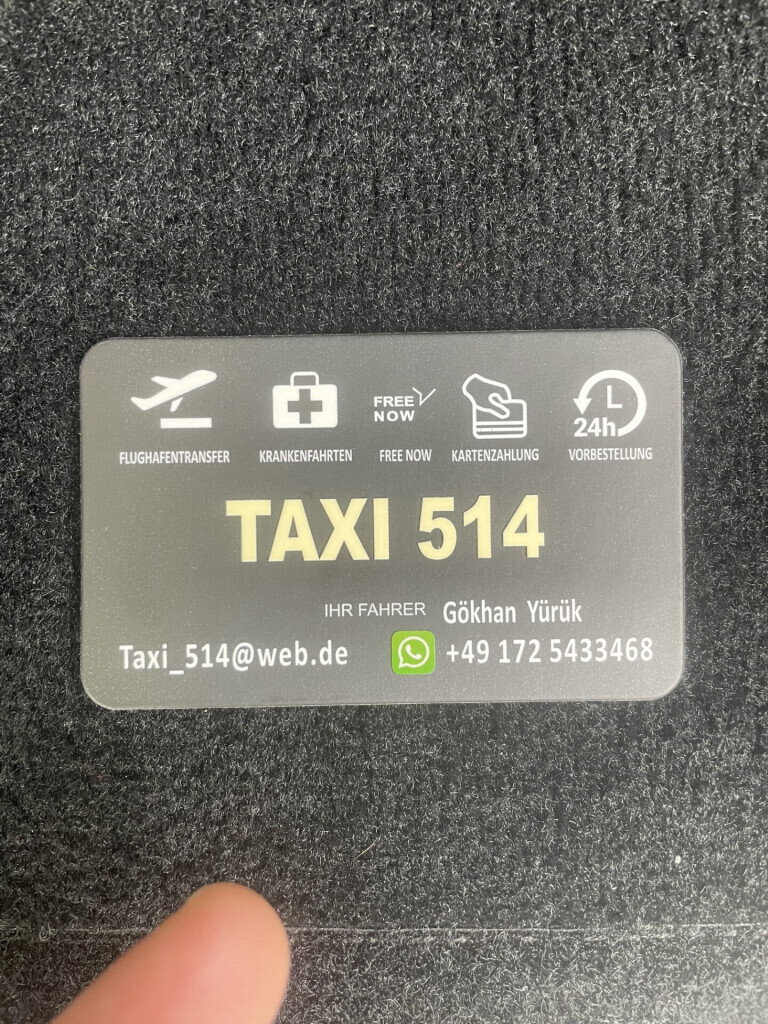 FREE NOW
24h
FLUGHAFENTRANSFER KRANKENFAHRTEN FREE NOW KARTENZAHLUNG VORBESTELLUNG
TAXI 514
IHR FAHRER Gökhan Yürük
Taxi_514@web.de +49 172 5433468